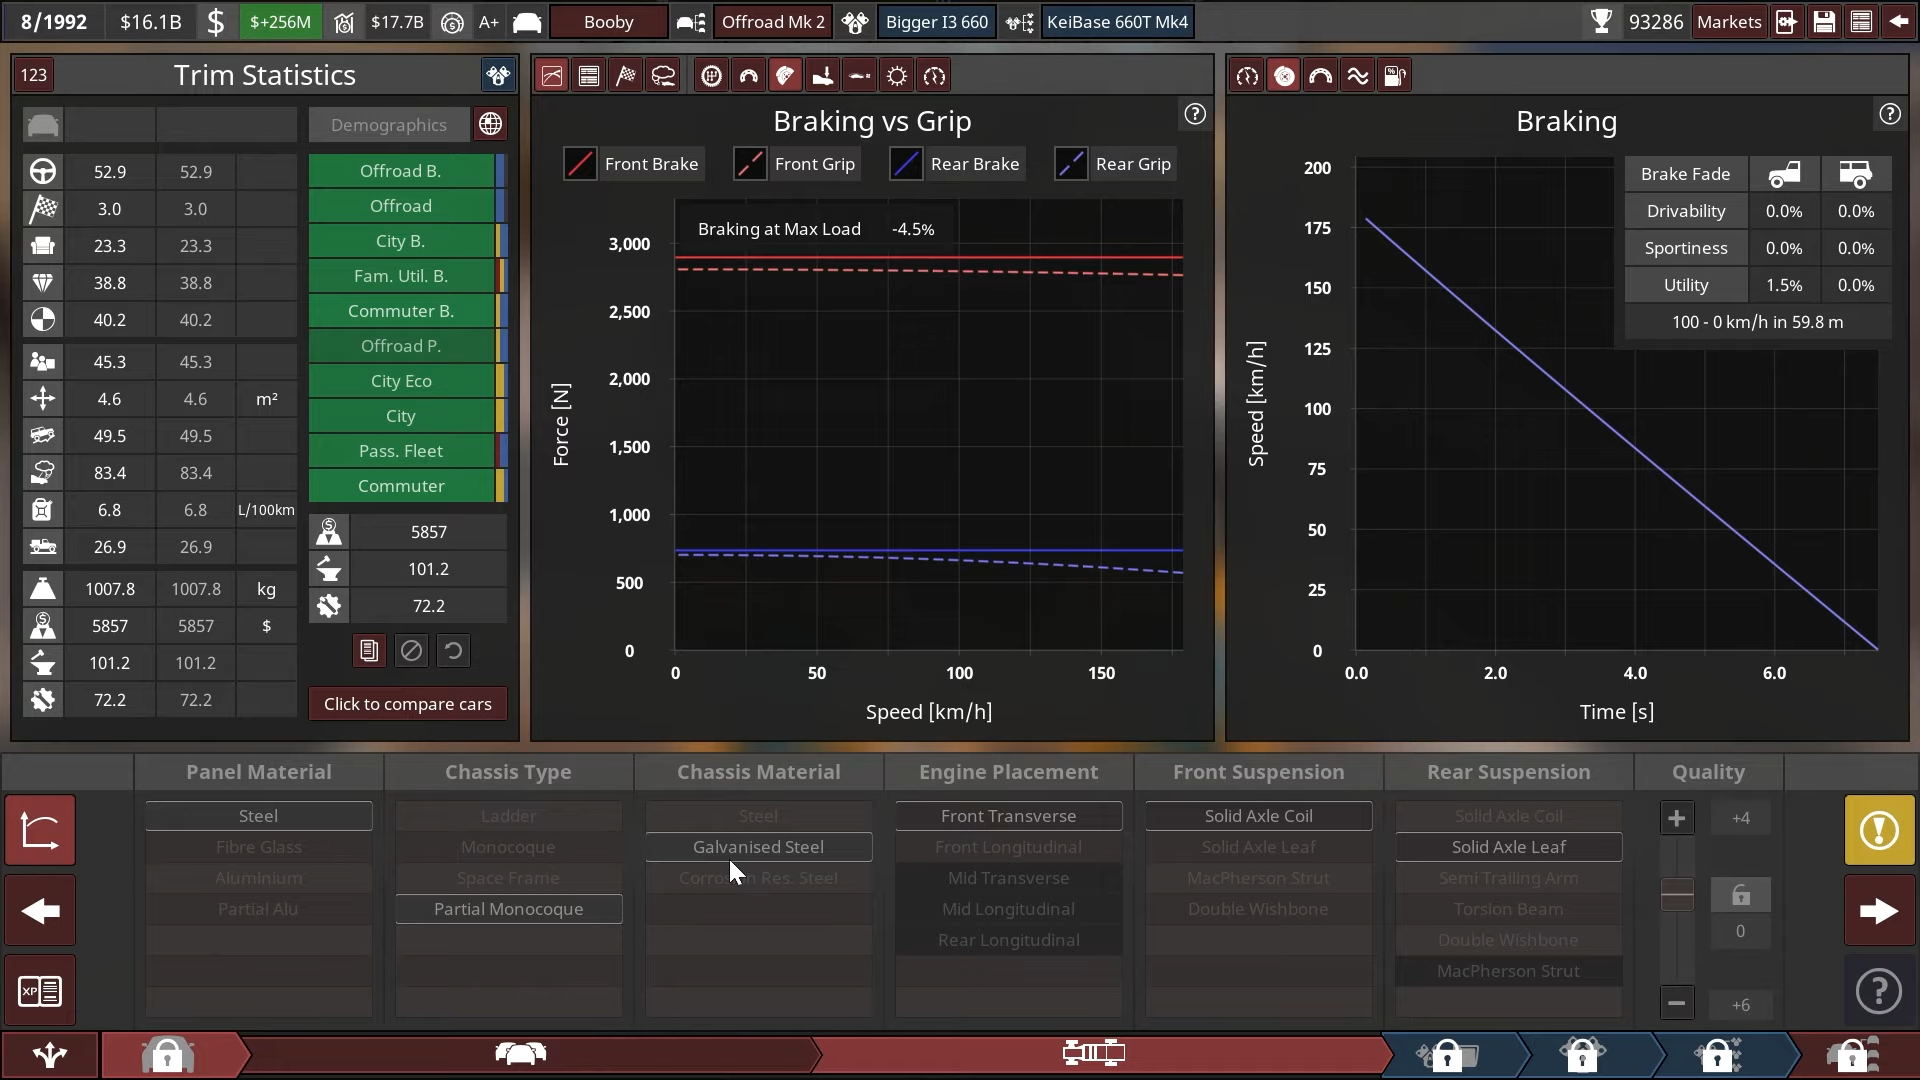 8/1992 $16.1B $ $+256M $17.7B A+ Booby Offroad Mk 2 Bigger I3 660 KeiBase 660T Mk4 93286 Markets
123 Trim Statistics
Demographics
52.9 52.9
3.0 3.0
23.3 23.3
38.8 38.8
40.2 40.2
45.3 45.3
4.6 4.6 m²
49.5 49.5
83.4 83.4
6.8 6.8 L/100km
26.9 26.9
1007.8 1007.8 kg
5857 5857 $
101.2 101.2
72.2 72.2
Offroad B.
Offroad
City B.
Fam. Util. B.
Commuter B.
Offroad P.
City Eco
City
Pass. Fleet
Commuter
5857
101.2
72.2
Click to compare cars
Braking vs Grip
?
Front Brake Front Grip Rear Brake Rear Grip
Braking at Max Load -4.5%
Force [N]
3,000
2,500
2,000
1,500
1,000
500
0
0 50 100 150
Speed [km/h]
Braking
?
Brake Fade
Drivability 0.0% 0.0%
Sportiness 0.0% 0.0%
Utility 1.5% 0.0%
100 - 0 km/h in 59.8 m
Speed [km/h]
200
175
150
125
100
75
50
25
0
0.0 2.0 4.0 6.0
Time [s]
Panel Material
Steel
Fibre Glass
Aluminium
Partial Alu
Chassis Type
Ladder
Monocoque
Space Frame
Partial Monocoque
Chassis Material
Steel
Galvanised Steel
Corrosion Res. Steel
Engine Placement
Front Transverse
Front Longitudinal
Mid Transverse
Mid Longitudinal
Rear Longitudinal
Front Suspension
Solid Axle Coil
Solid Axle Leaf
MacPherson Strut
Double Wishbone
Rear Suspension
Solid Axle Coil
Solid Axle Leaf
Semi Trailing Arm
Torsion Beam
Double Wishbone
MacPherson Strut
Quality
+ +4
0
− +6
XP
!
?